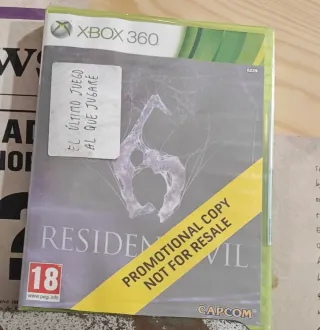 XBOX 360
EL ÚLTIMO JUEGO
AL QUE JUGARÉ
RESIDENT EVIL
PROMOTIONAL COPY
NOT FOR RESALE
18
www.pegi.info
CAPCOM